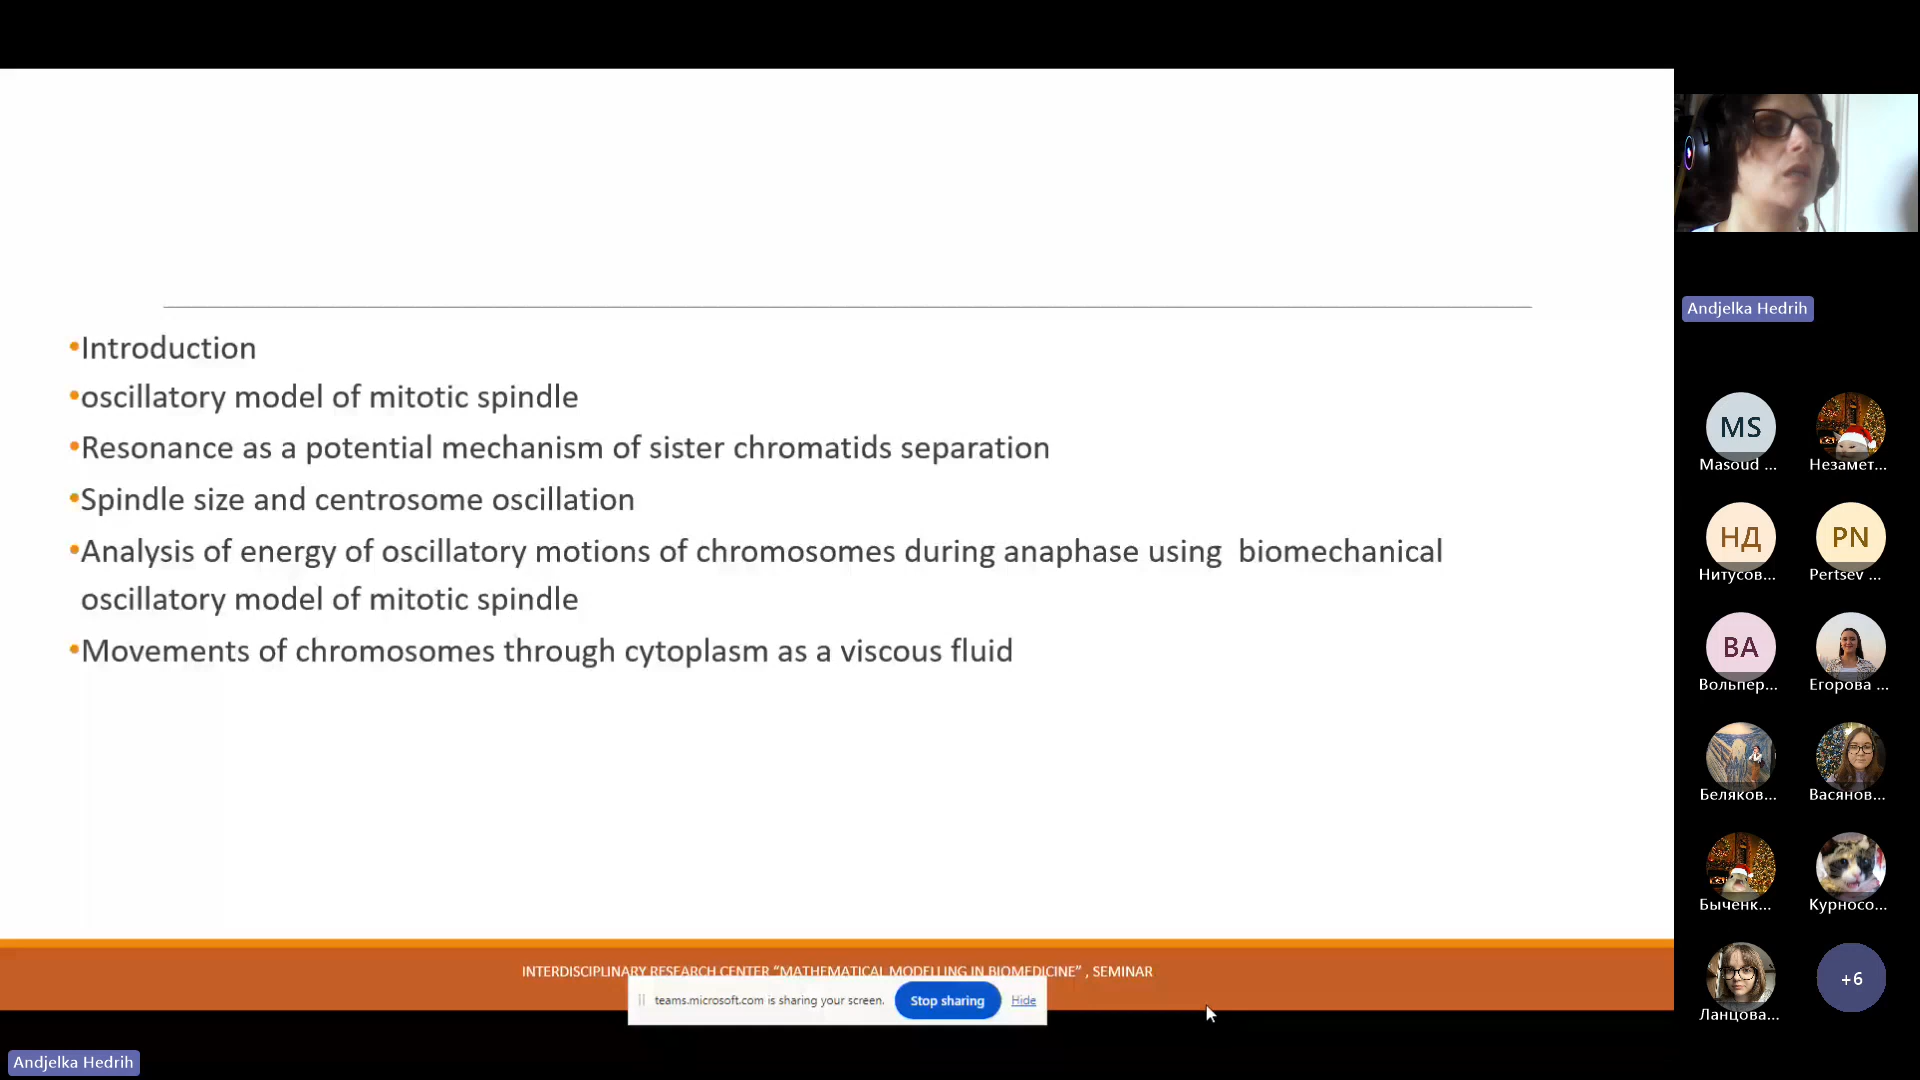 •Introduction
•oscillatory model of mitotic spindle
•Resonance as a potential mechanism of sister chromatids separation
•Spindle size and centrosome oscillation
•Analysis of energy of oscillatory motions of chromosomes during anaphase using biomechanical
oscillatory model of mitotic spindle
•Movements of chromosomes through cytoplasm as a viscous fluid
INTERDISCIPLINARY RESEARCH CENTER “MATHEMATICAL MODELLING IN BIOMEDICINE” , SEMINAR
teams.microsoft.com is sharing your screen. Stop sharing Hide
Andjelka Hedrih
Andjelka Hedrih
MS
Masoud ... Незамет...
НД PN
Нитусов... Pertsev ...
ВА
Вольпер... Егорова ...
Беляков... Васянов...
Быченк... Курносо...
+6
Ланцова...